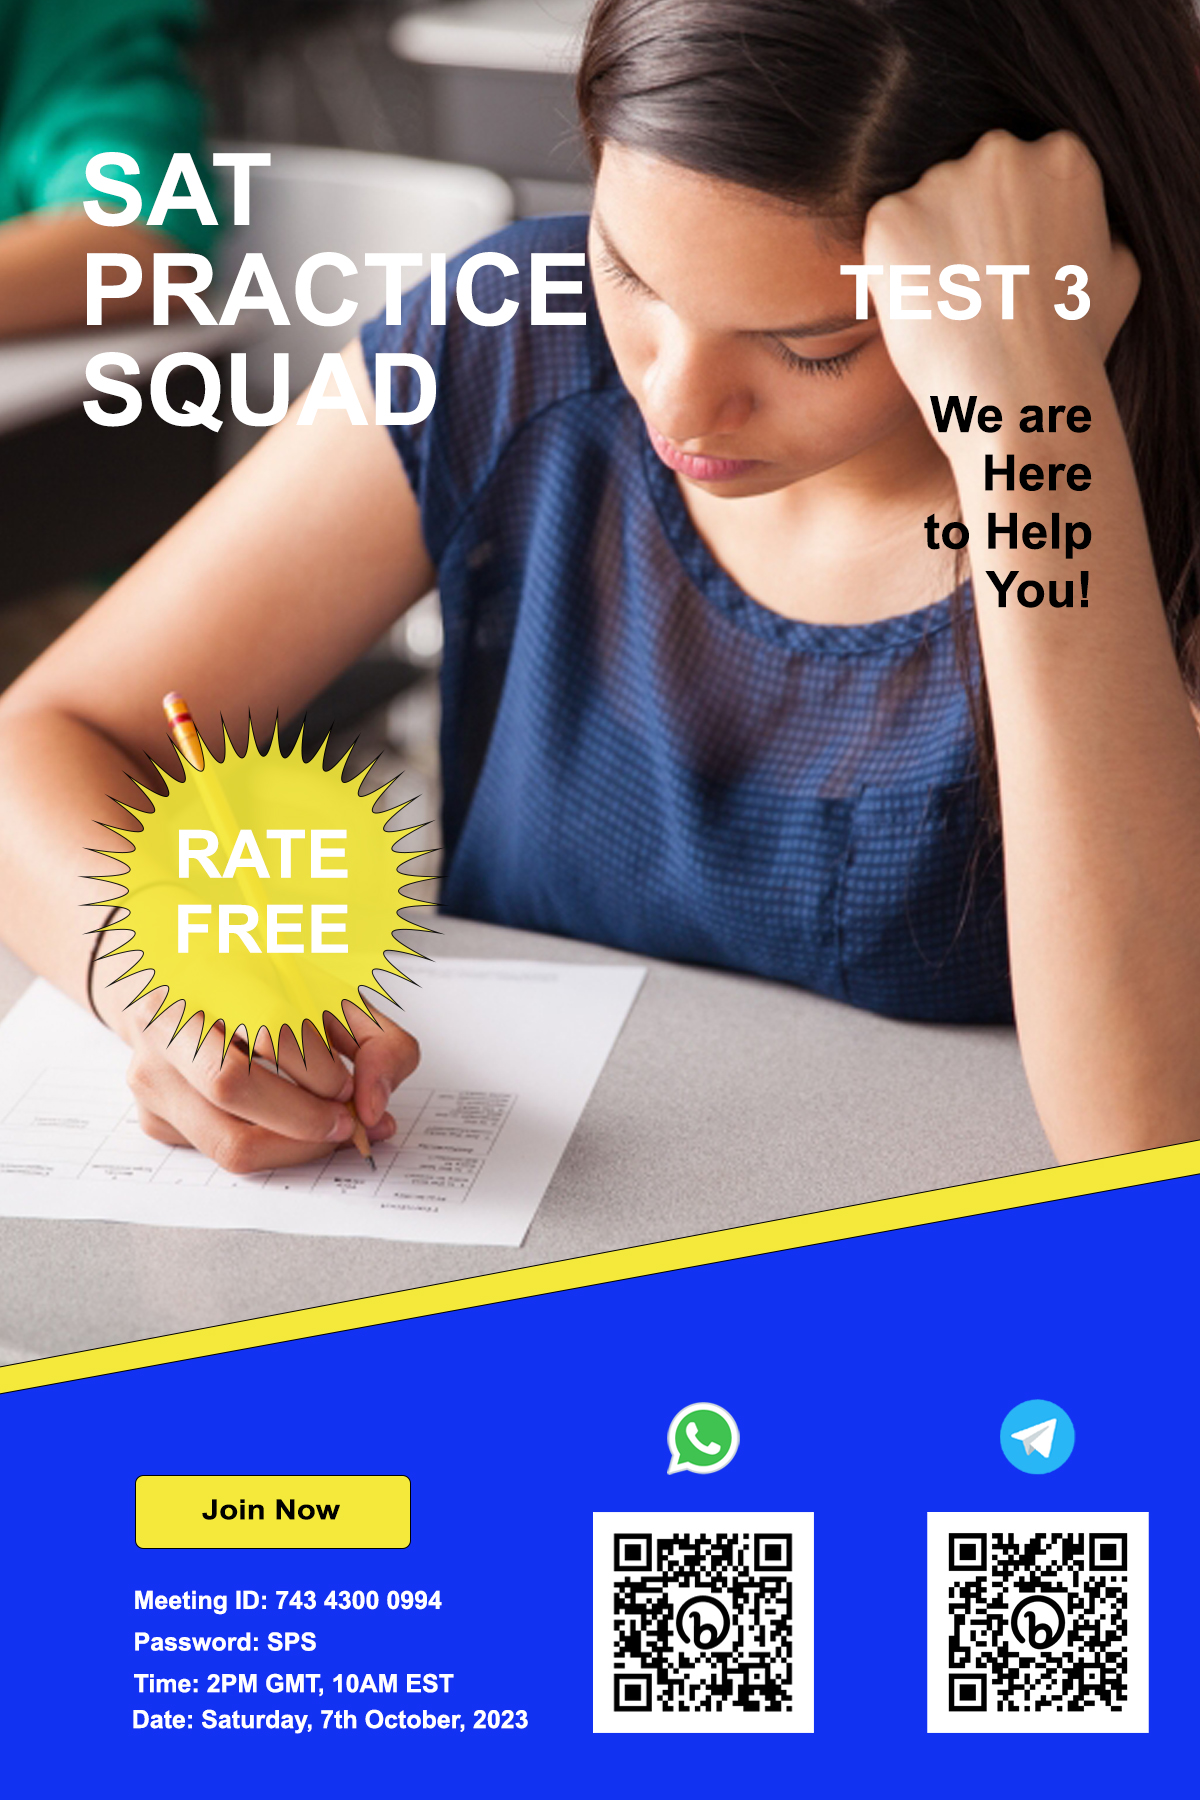 SAT
PRACTICE
SQUAD
TEST 3
We are
Here
to Help
You!
RATE
FREE
Join Now
Meeting ID: 743 4300 0994
Password: SPS
Time: 2PM GMT, 10AM EST
Date: Saturday, 7th October, 2023